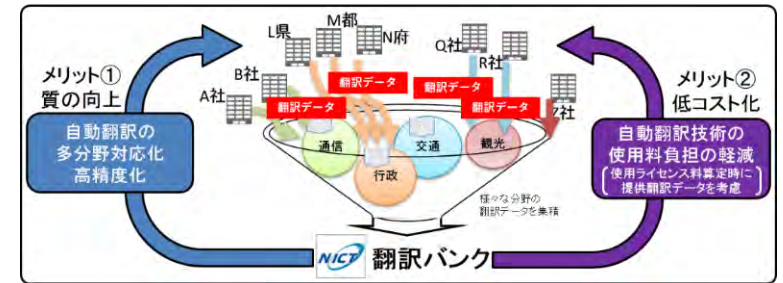 L県
M都
N府
Q社
R社
B社
A社
Z社
メリット①
質の向上
自動翻訳の
多分野対応化
高精度化
翻訳データ
翻訳データ
翻訳データ
翻訳データ
通信
行政
交通
観光
様々な分野の
翻訳データを集積
メリット②
低コスト化
自動翻訳技術の
使用料負担の軽減
使用ライセンス料算定時に
提供翻訳データを考慮
NICT 翻訳バンク